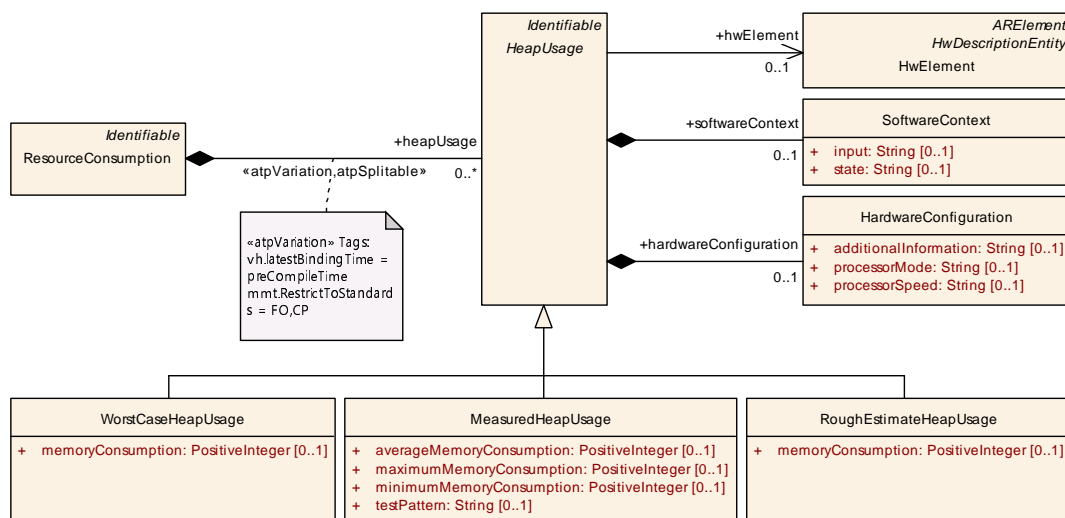 Identifiable
HeapUsage
+hwElement
0..1
ARElement
HwDescriptionEntity
HwElement
Identifiable
ResourceConsumption
+heapUsage
«atpVariation,atpSplitable»
0..*
+softwareContext
0..1
SoftwareContext
+ input: String [0..1]
+ state: String [0..1]
«atpVariation» Tags:
vh.latestBindingTime =
preCompileTime
mmt.RestrictToStandard
s = FO,CP
+hardwareConfiguration
0..1
HardwareConfiguration
+ additionalInformation: String [0..1]
+ processorMode: String [0..1]
+ processorSpeed: String [0..1]
WorstCaseHeapUsage
+ memoryConsumption: PositiveInteger [0..1]
MeasuredHeapUsage
+ averageMemoryConsumption: PositiveInteger [0..1]
+ maximumMemoryConsumption: PositiveInteger [0..1]
+ minimumMemoryConsumption: PositiveInteger [0..1]
+ testPattern: String [0..1]
RoughEstimateHeapUsage
+ memoryConsumption: PositiveInteger [0..1]